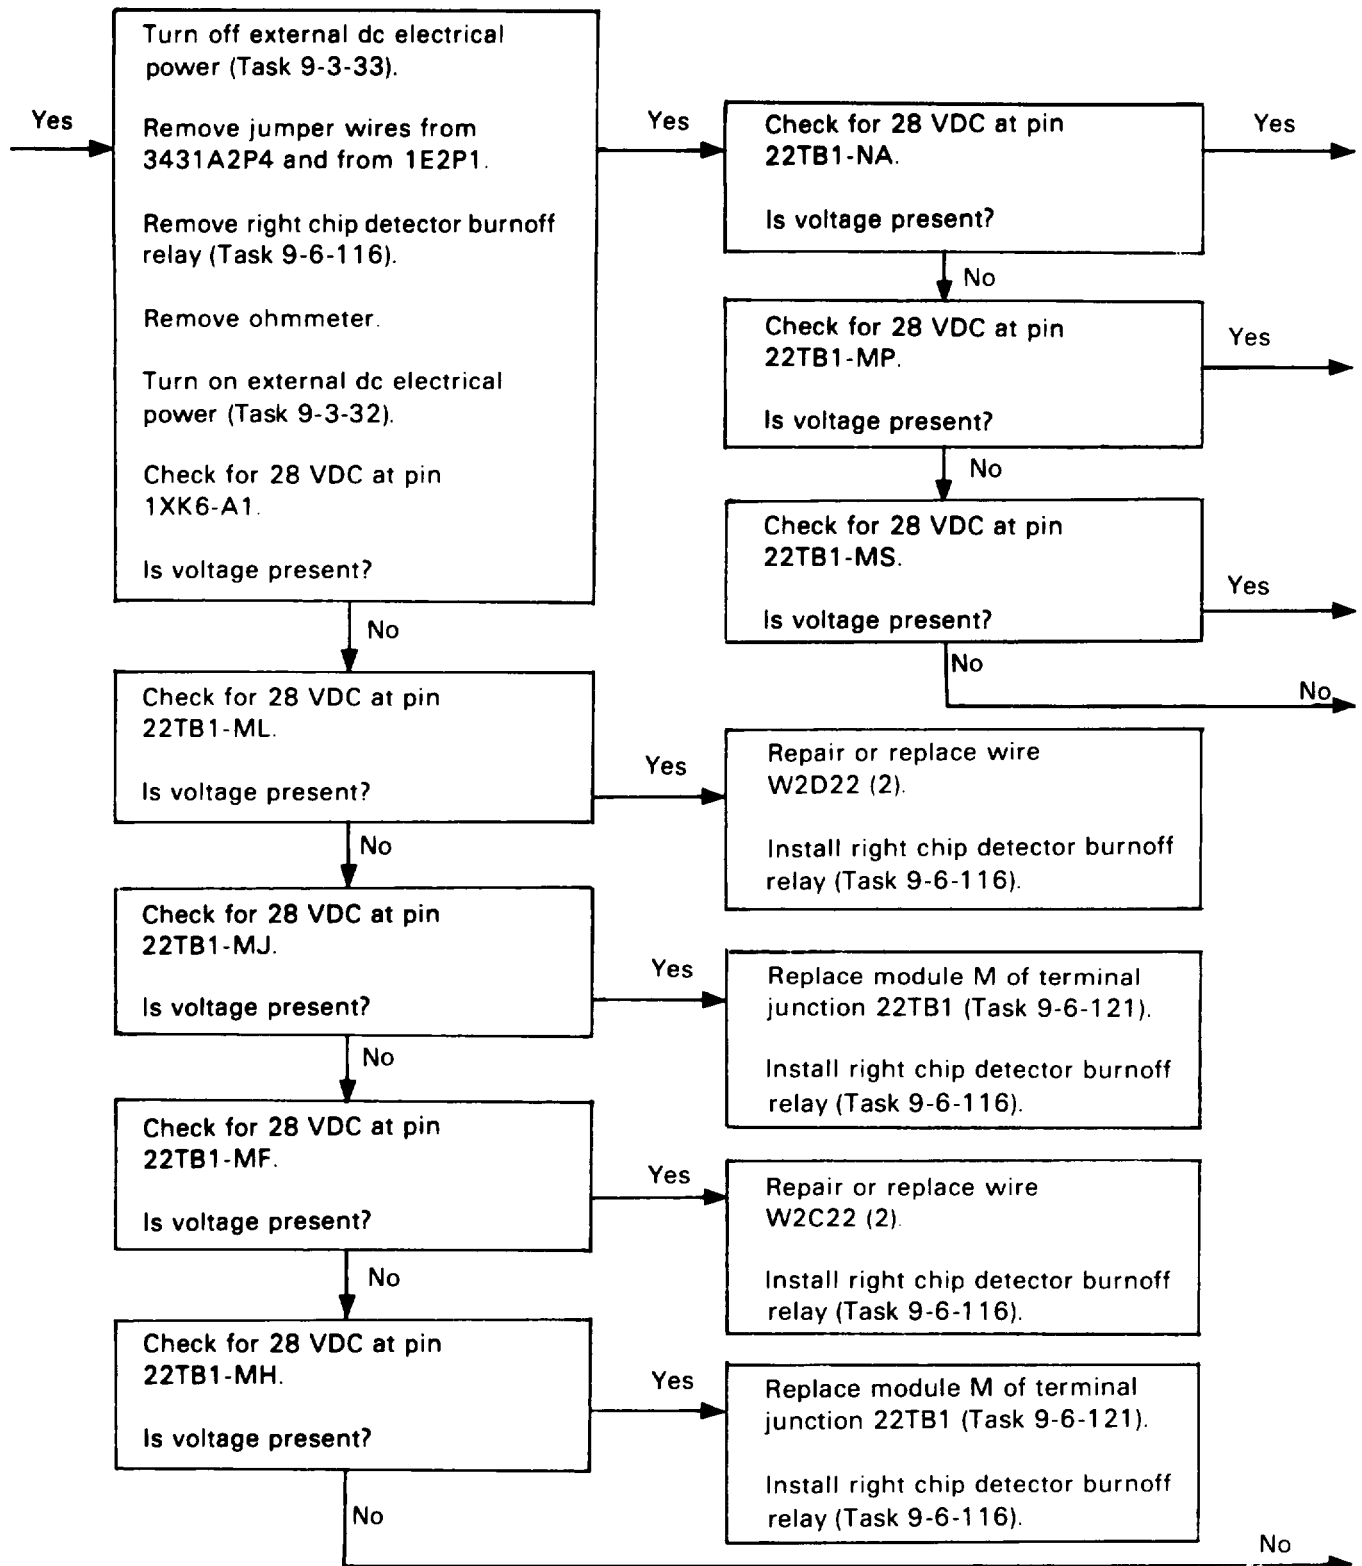 Yes
Turn off external dc electrical
power (Task 9-3-33).
Remove jumper wires from
3431A2P4 and from 1E2P1.
Remove right chip detector burnoff
relay (Task 9-6-116).
Remove ohmmeter.
Turn on external dc electrical
power (Task 9-3-32).
Check for 28 VDC at pin
1XK6-A1.
Is voltage present?
Yes
Check for 28 VDC at pin
22TB1-NA.
Is voltage present?
Yes
No
Check for 28 VDC at pin
22TB1-MP.
Is voltage present?
Yes
No
Check for 28 VDC at pin
22TB1-MS.
Is voltage present?
Yes
No
No
No
Check for 28 VDC at pin
22TB1-ML.
Is voltage present?
Yes
Repair or replace wire
W2D22 (2).
Install right chip detector burnoff
relay (Task 9-6-116).
No
Check for 28 VDC at pin
22TB1-MJ.
Is voltage present?
Yes
Replace module M of terminal
junction 22TB1 (Task 9-6-121).
Install right chip detector burnoff
relay (Task 9-6-116).
No
Check for 28 VDC at pin
22TB1-MF.
Is voltage present?
Yes
Repair or replace wire
W2C22 (2).
Install right chip detector burnoff
relay (Task 9-6-116).
No
Check for 28 VDC at pin
22TB1-MH.
Is voltage present?
Yes
Replace module M of terminal
junction 22TB1 (Task 9-6-121).
Install right chip detector burnoff
relay (Task 9-6-116).
No
No